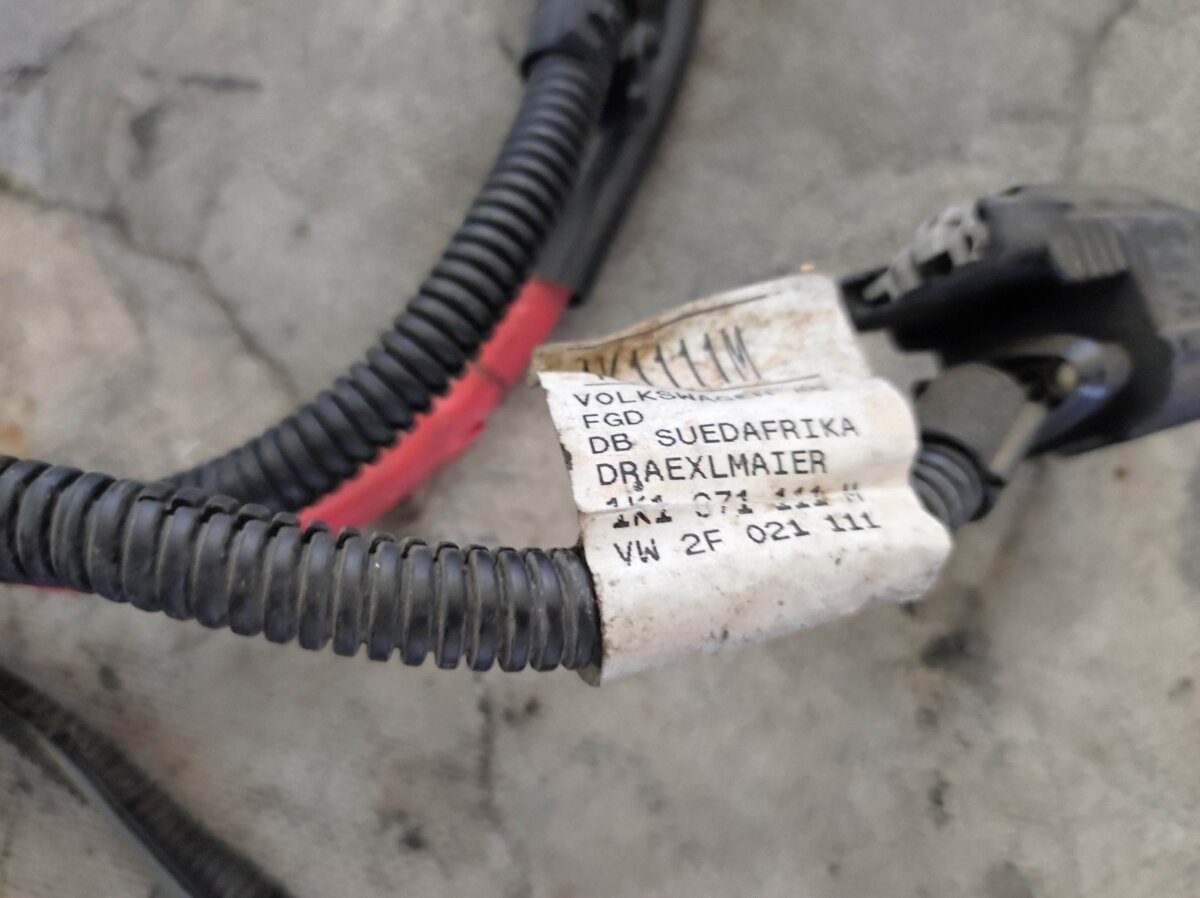 1K1111M
VOLKSWAGEN
FGD
DB SUEDAFRIKA
DRAEXLMAIER
1K1 971 111 M
VW 2F 021 111